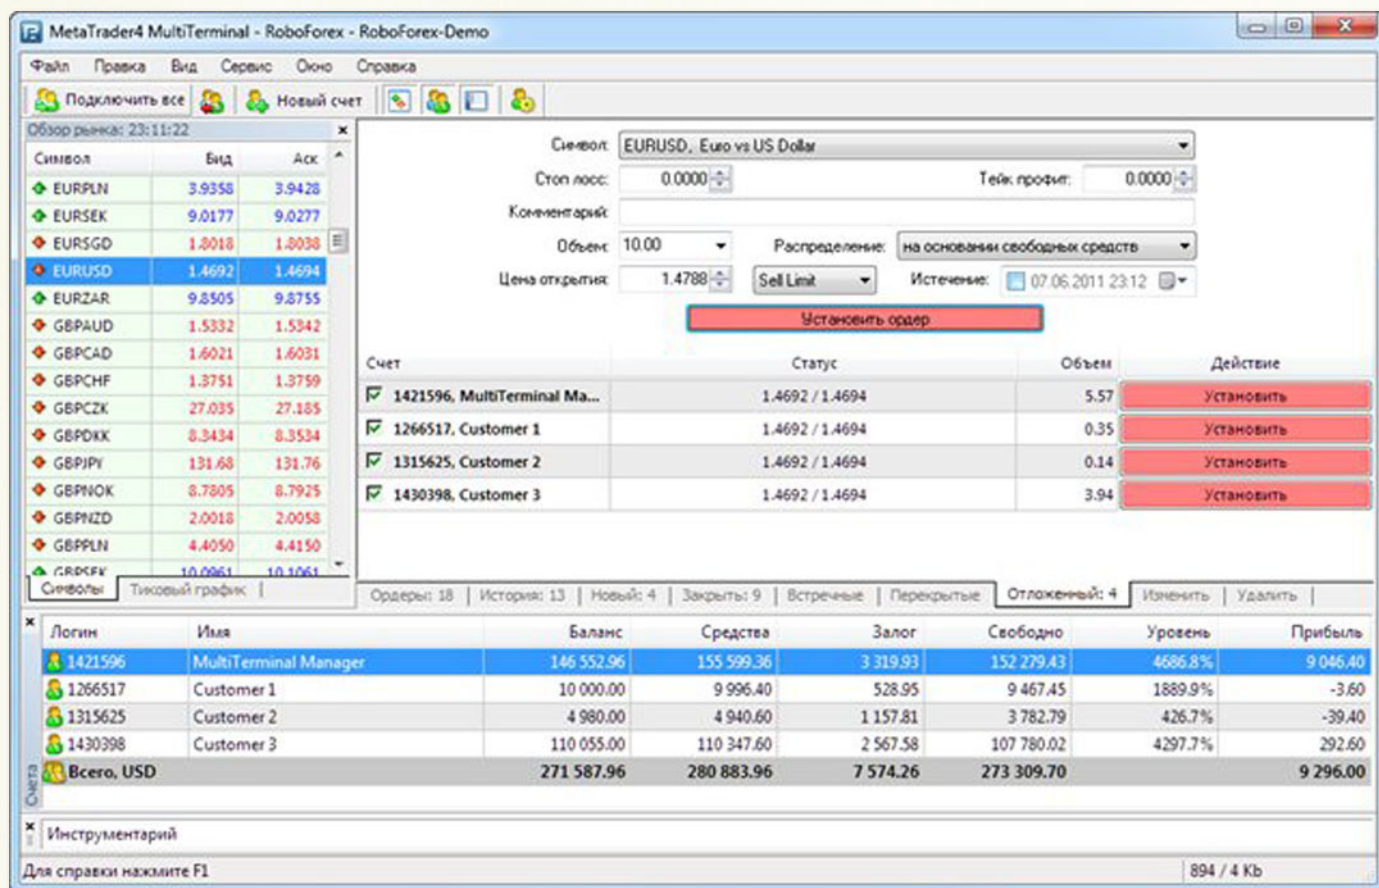 MetaTrader4 MultiTerminal - RoboForex - RoboForex-Demo
Файл Правка Вид Сервис Окно Справка
Подключить все Новый счет
Обзор рынка: 23:11:22
Символ Бид Аск
EURPLN 3.9358 3.9428
EURSEK 9.0177 9.0277
EURSGD 1.8018 1.8038
EURUSD 1.4692 1.4694
EURZAR 9.8505 9.8755
GBPAUD 1.5332 1.5342
GBPCAD 1.6021 1.6031
GBPCHF 1.3751 1.3759
GBPCZK 27.035 27.185
GBPDKK 8.3434 8.3534
GBPJPY 131.68 131.76
GBPNOK 8.7805 8.7925
GBPNZD 2.0018 2.0058
GBPPLN 4.4050 4.4150
GBPSEK 10.0961 10.1061
Символы Тиковый график
Символ: EURUSD, Euro vs US Dollar
Стоп лосс: 0.0000 Тейк профит: 0.0000
Комментарий:
Объем: 10.00 Распределение: на основании свободных средств
Цена открытия: 1.4788 Sell Limit Истечение: 07.06.2011 23:12
Установить ордер
Счет Статус Объем Действие
1421596, MultiTerminal Ma... 1.4692 / 1.4694 5.57 Установить
1266517, Customer 1 1.4692 / 1.4694 0.35 Установить
1315625, Customer 2 1.4692 / 1.4694 0.14 Установить
1430398, Customer 3 1.4692 / 1.4694 3.94 Установить
Ордеры: 18 История: 13 Новый: 4 Закрыть: 9 Встречные Перекрытые Отложенный: 4 Изменить Удалить
Логин Имя Баланс Средства Залог Свободно Уровень Прибыль
1421596 MultiTerminal Manager 146 552.96 155 599.36 3 319.93 152 279.43 4686.8% 9 046.40
1266517 Customer 1 10 000.00 9 996.40 528.95 9 467.45 1889.9% -3.60
1315625 Customer 2 4 980.00 4 940.60 1 157.81 3 782.79 426.7% -39.40
1430398 Customer 3 110 055.00 110 347.60 2 567.58 107 780.02 4297.7% 292.60
Всего, USD 271 587.96 280 883.96 7 574.26 273 309.70 9 296.00
Счета
Инструментарий
Для справки нажмите F1 894 / 4 Kb